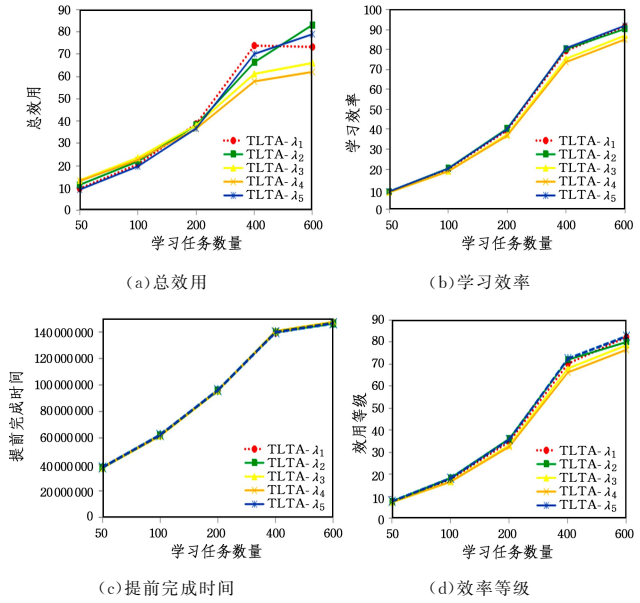 90
80
70
60
50
40
30
20
10
0
总效用
TLTA-λ1
TLTA-λ2
TLTA-λ3
TLTA-λ4
TLTA-λ5
50 100 200 400 600
学习任务数量
(a)总效用
100
90
80
70
60
50
40
30
20
10
0
学习效率
TLTA-λ1
TLTA-λ2
TLTA-λ3
TLTA-λ4
TLTA-λ5
50 100 200 400 600
学习任务数量
(b)学习效率
140 000 000
120 000 000
100 000 000
80 000 000
60 000 000
40 000 000
20 000 000
0
提前完成时间
TLTA-λ1
TLTA-λ2
TLTA-λ3
TLTA-λ4
TLTA-λ5
50 100 200 400 600
学习任务数量
(c)提前完成时间
90
80
70
60
50
40
30
20
10
0
效用等级
TLTA-λ1
TLTA-λ2
TLTA-λ3
TLTA-λ4
TLTA-λ5
50 100 200 400 600
学习任务数量
(d)效率等级